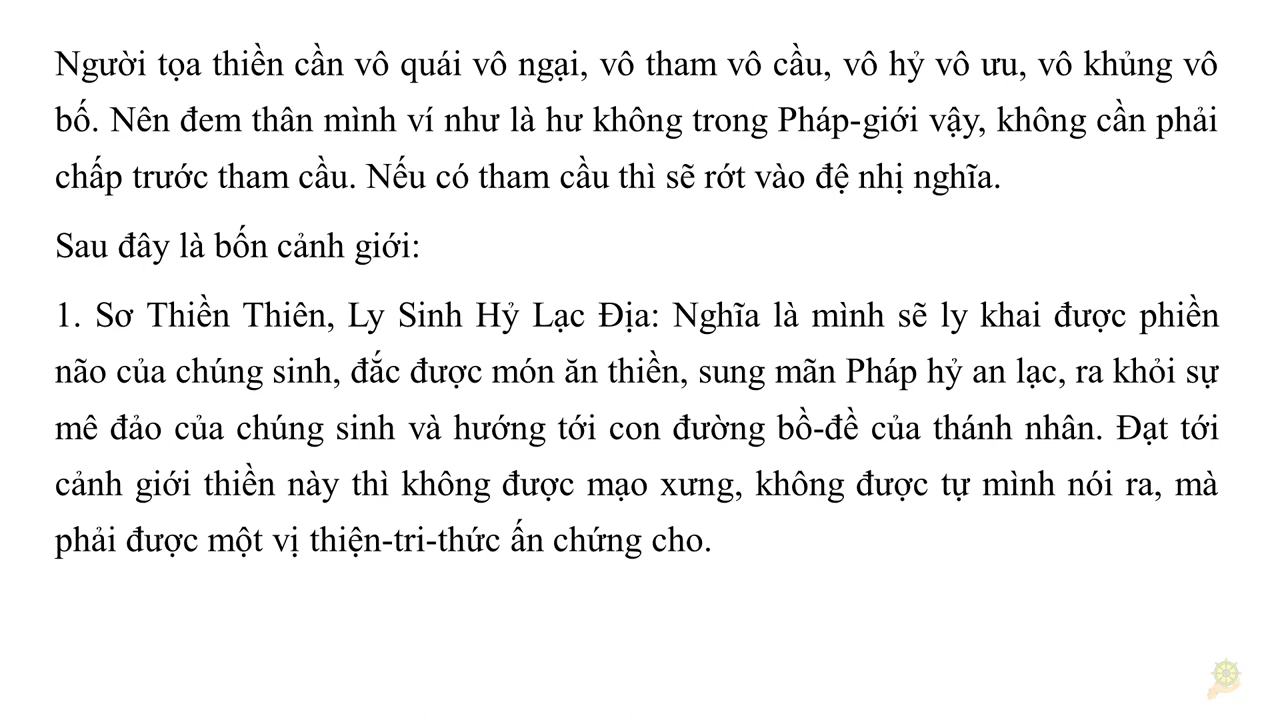 Người tọa thiền cần vô quái vô ngại, vô tham vô cầu, vô hỷ vô ưu, vô khủng vô
bố. Nên đem thân mình ví như là hư không trong Pháp-giới vậy, không cần phải
chấp trước tham cầu. Nếu có tham cầu thì sẽ rớt vào đệ nhị nghĩa.
Sau đây là bốn cảnh giới:
1. Sơ Thiền Thiên, Ly Sinh Hỷ Lạc Địa: Nghĩa là mình sẽ ly khai được phiền
não của chúng sinh, đắc được món ăn thiền, sung mãn Pháp hỷ an lạc, ra khỏi sự
mê đảo của chúng sinh và hướng tới con đường bồ-đề của thánh nhân. Đạt tới
cảnh giới thiền này thì không được mạo xưng, không được tự mình nói ra, mà
phải được một vị thiện-tri-thức ấn chứng cho.